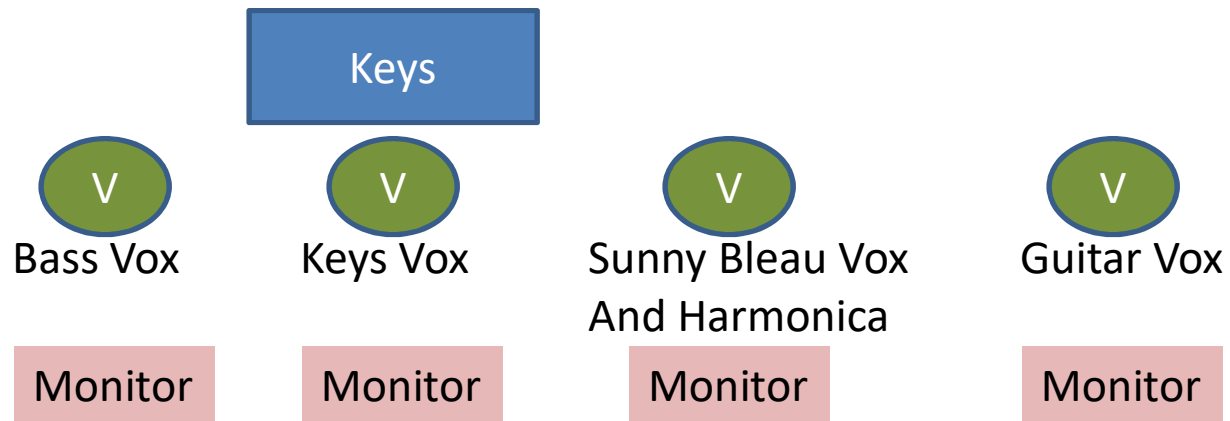 Keys
V V V V
Bass Vox Keys Vox Sunny Bleau Vox Guitar Vox
And Harmonica
Monitor Monitor Monitor Monitor